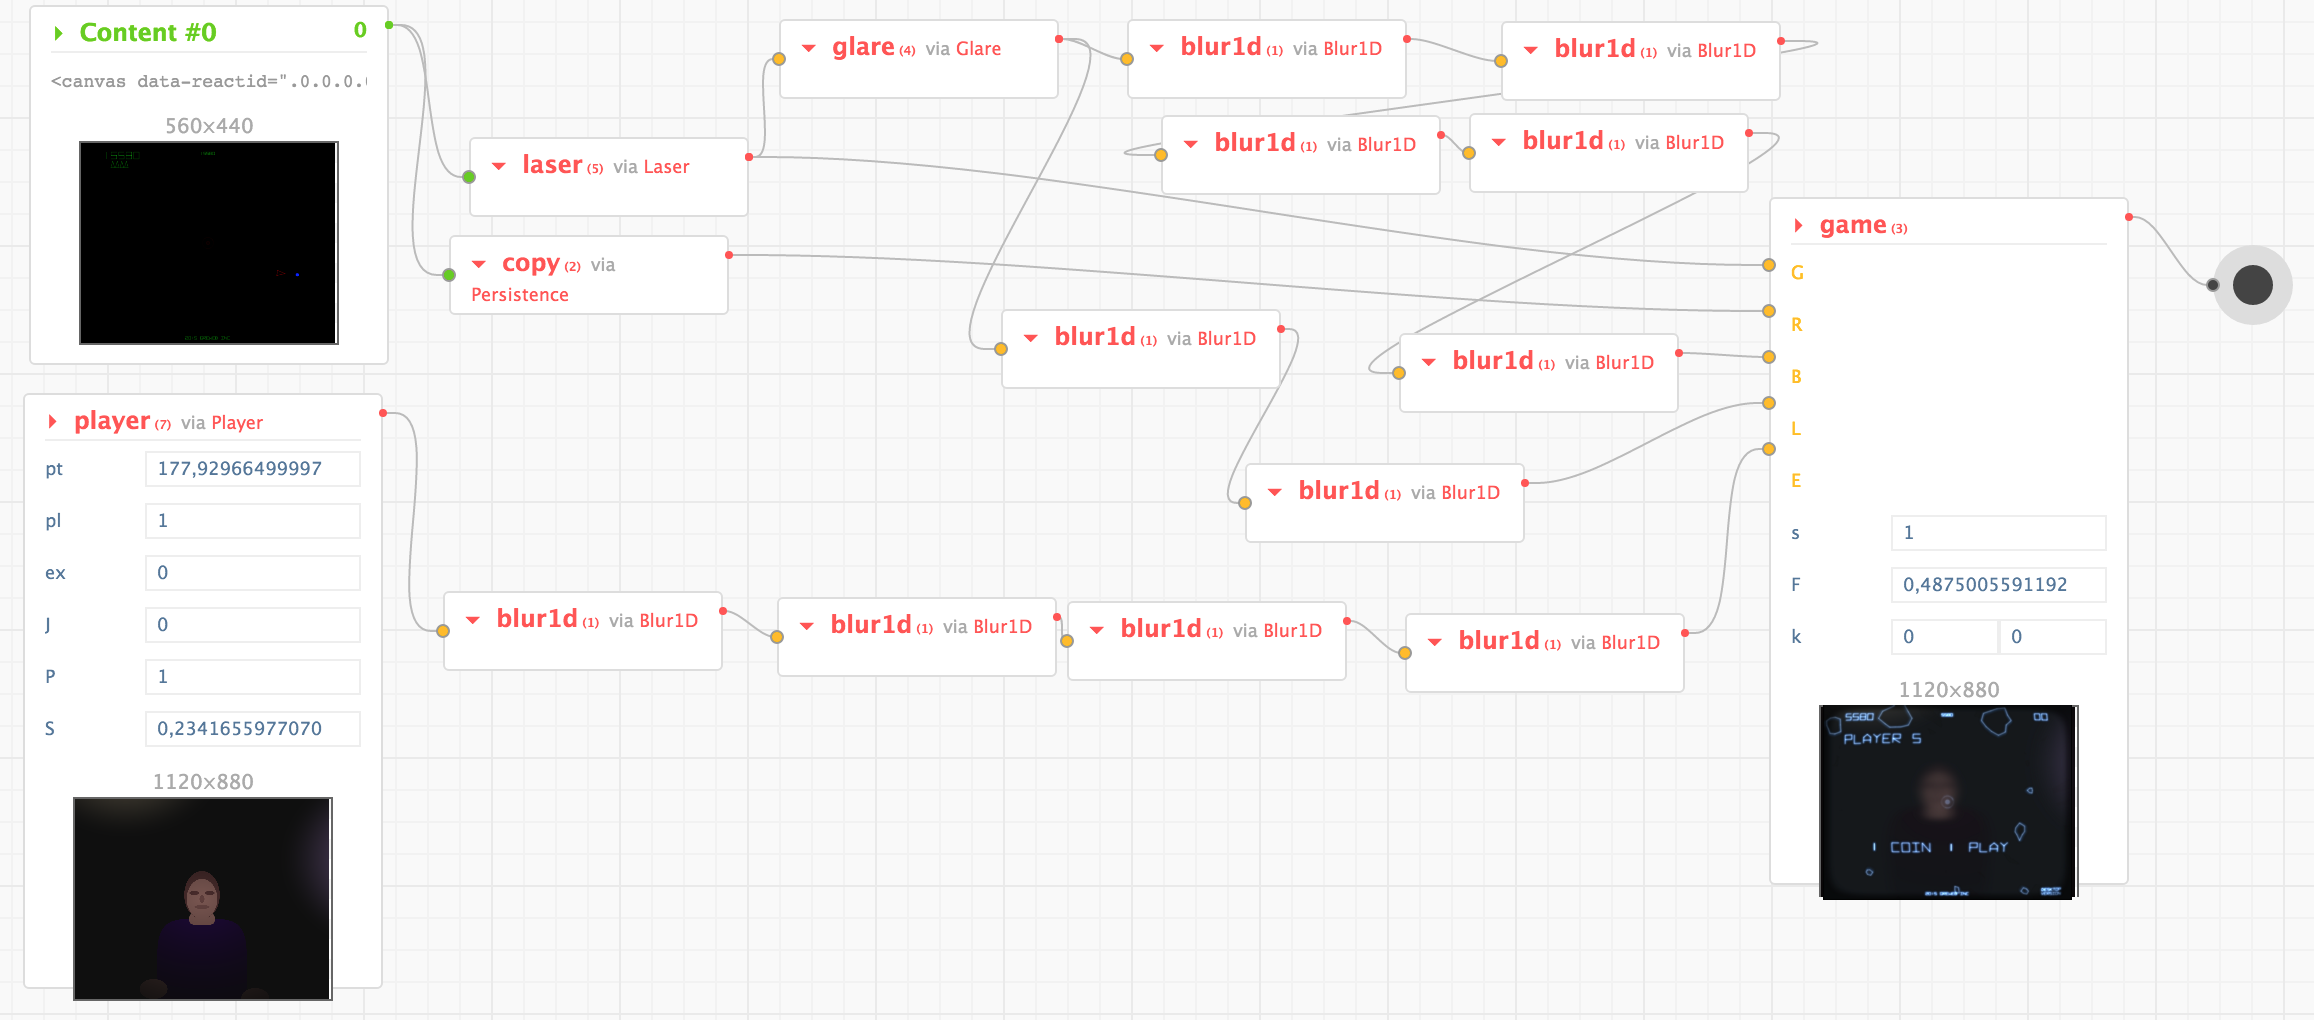 Content #0 0
<canvas data-reactid=".0.0.0.
560×440
glare (4) via Glare
blur1d (1) via Blur1D
blur1d (1) via Blur1D
laser (5) via Laser
blur1d (1) via Blur1D
blur1d (1) via Blur1D
copy (2) via
Persistence
blur1d (1) via Blur1D
blur1d (1) via Blur1D
blur1d (1) via Blur1D
player (7) via Player
pt 177,92966499997
pl 1
ex 0
J 0
P 1
S 0,2341655977070
1120×880
blur1d (1) via Blur1D
blur1d (1) via Blur1D
blur1d (1) via Blur1D
blur1d (1) via Blur1D
game (3)
G
R
B
L
E
s 1
F 0,4875005591192
k 0 0
1120×880
5580 00
PLAYER 5
1 COIN 1 PLAY